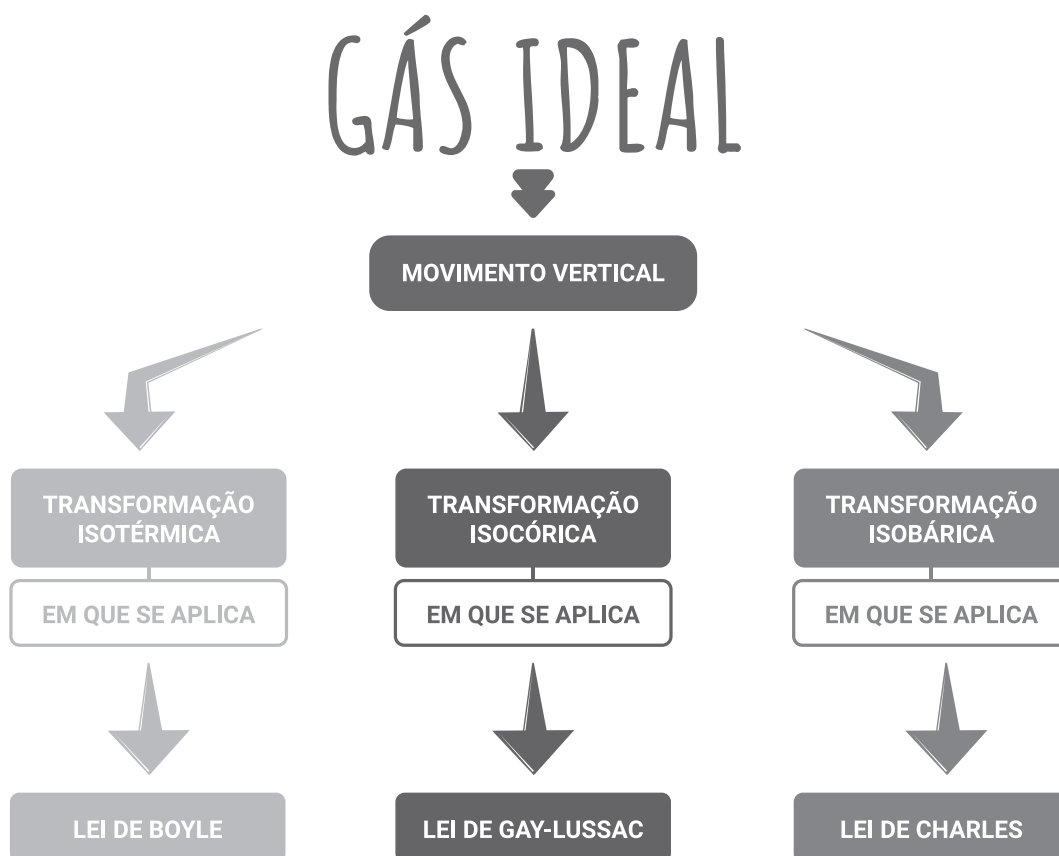 GÁS IDEAL
MOVIMENTO VERTICAL
TRANSFORMAÇÃO
ISOTÉRMICA
EM QUE SE APLICA
LEI DE BOYLE
TRANSFORMAÇÃO
ISOCÓRICA
EM QUE SE APLICA
LEI DE GAY-LUSSAC
TRANSFORMAÇÃO
ISOBÁRICA
EM QUE SE APLICA
LEI DE CHARLES